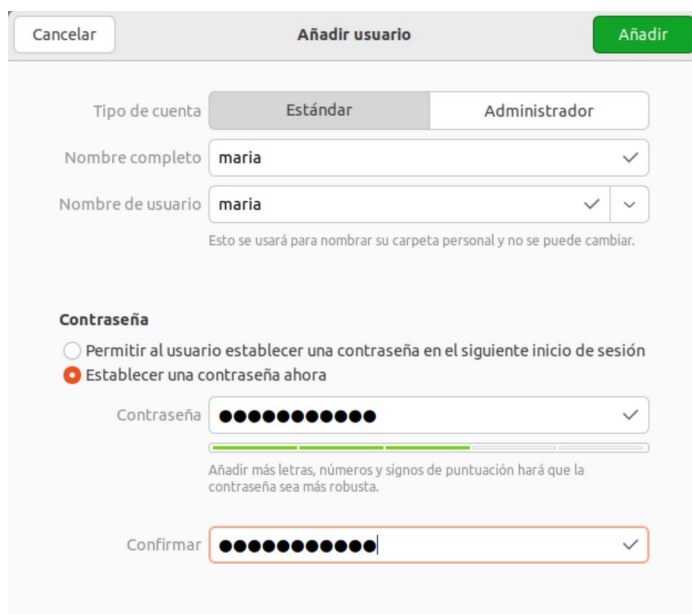 Cancelar
Añadir usuario
Añadir
Tipo de cuenta
Estándar
Administrador
Nombre completo
maria
Nombre de usuario
maria
Esto se usará para nombrar su carpeta personal y no se puede cambiar.
Contraseña
Permitir al usuario establecer una contraseña en el siguiente inicio de sesión
Establecer una contraseña ahora
Contraseña
●●●●●●●●●●●
Añadir más letras, números y signos de puntuación hará que la
contraseña sea más robusta.
Confirmar
●●●●●●●●●●●